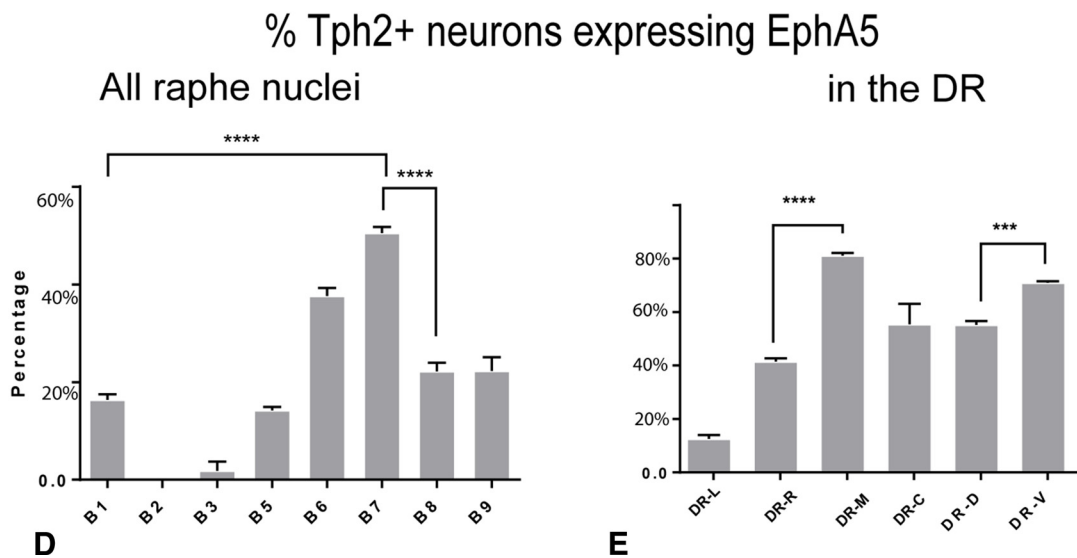 % Tph2+ neurons expressing EphA5
All raphe nuclei
in the DR
****
****
60%
40%
20%
0.0
Percentage
B1 B2 B3 B5 B6 B7 B8 B9
D
****
***
80%
60%
40%
20%
0.0
DR-L DR-R DR-M DR-C DR-D DR-V
E